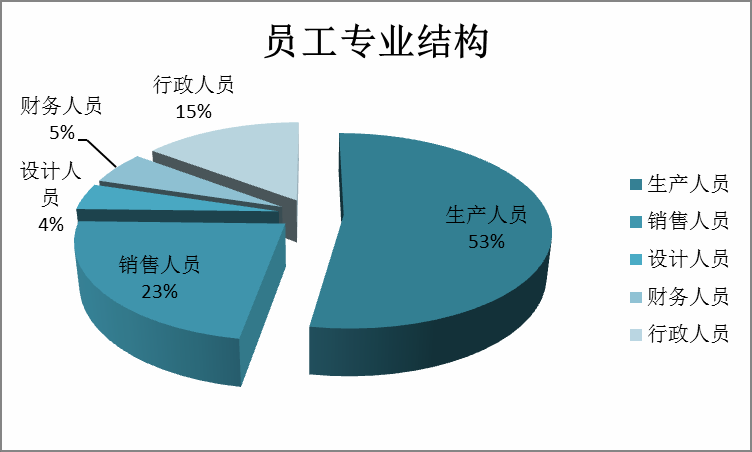 员工专业结构
行政人员
15%
财务人员
5%
设计人
员
4%
销售人员
23%
生产人员
53%
生产人员
销售人员
设计人员
财务人员
行政人员